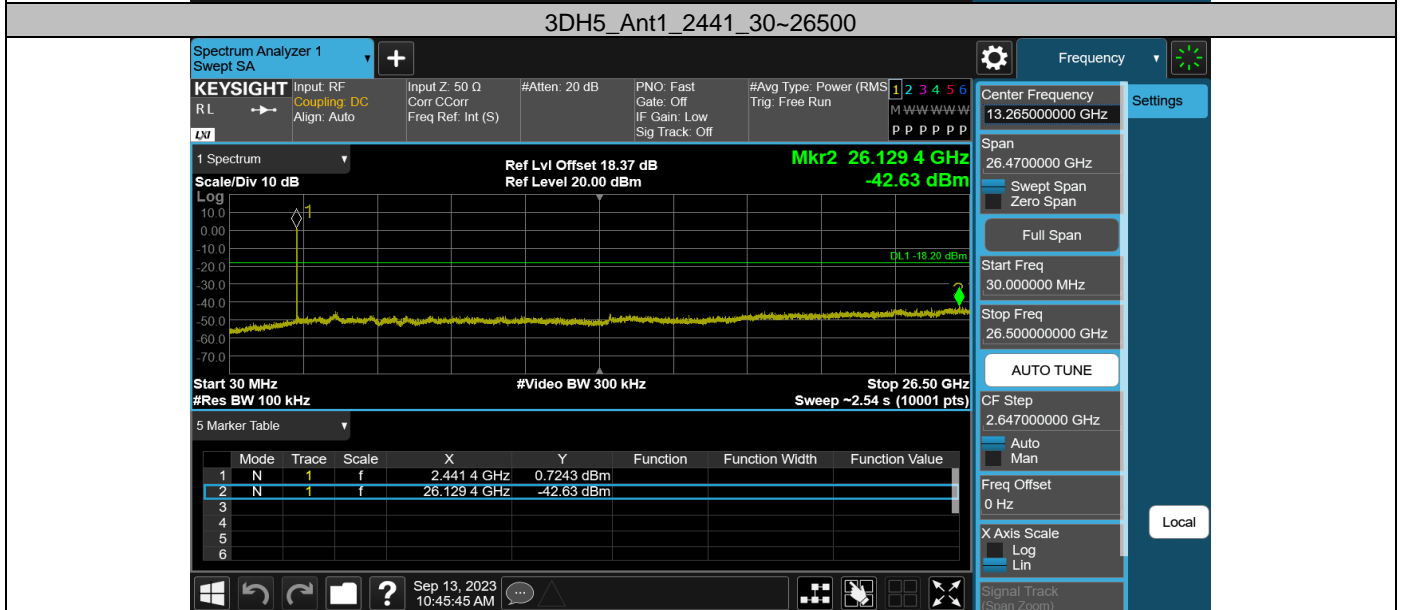 3DH5_Ant1_2441_30~26500
Spectrum Analyzer 1
Swept SA
+
Frequency
KEYSIGHT
RL
LXI
Input: RF
Coupling: DC
Align: Auto
Input Z: 50 Ω
Corr CCorr
Freq Ref: Int (S)
#Atten: 20 dB
PNO: Fast
Gate: Off
IF Gain: Low
Sig Track: Off
#Avg Type: Power (RMS
Trig: Free Run
1 2 3 4 5 6
M W W W W W
P P P P P P
1 Spectrum
Scale/Div 10 dB
Ref Lvl Offset 18.37 dB
Ref Level 20.00 dBm
Mkr2 26.129 4 GHz
-42.63 dBm
Log
10.0
0.00
-10.0
-20.0
-30.0
-40.0
-50.0
-60.0
-70.0
1
DL1 -18.20 dBm
2
Start 30 MHz
#Video BW 300 kHz
Stop 26.50 GHz
#Res BW 100 kHz
Sweep ~2.54 s (10001 pts)
5 Marker Table
Mode Trace Scale X Y Function Function Width Function Value
1 N 1 f 2.441 4 GHz 0.7243 dBm
2 N 1 f 26.129 4 GHz -42.63 dBm
3
4
5
6
?
Sep 13, 2023
10:45:45 AM
Center Frequency
13.265000000 GHz
Settings
Span
26.4700000 GHz
Swept Span
Zero Span
Full Span
Start Freq
30.000000 MHz
Stop Freq
26.500000000 GHz
AUTO TUNE
CF Step
2.647000000 GHz
Auto
Man
Freq Offset
0 Hz
Local
X Axis Scale
Log
Lin
Signal Track
(Span Zoom)